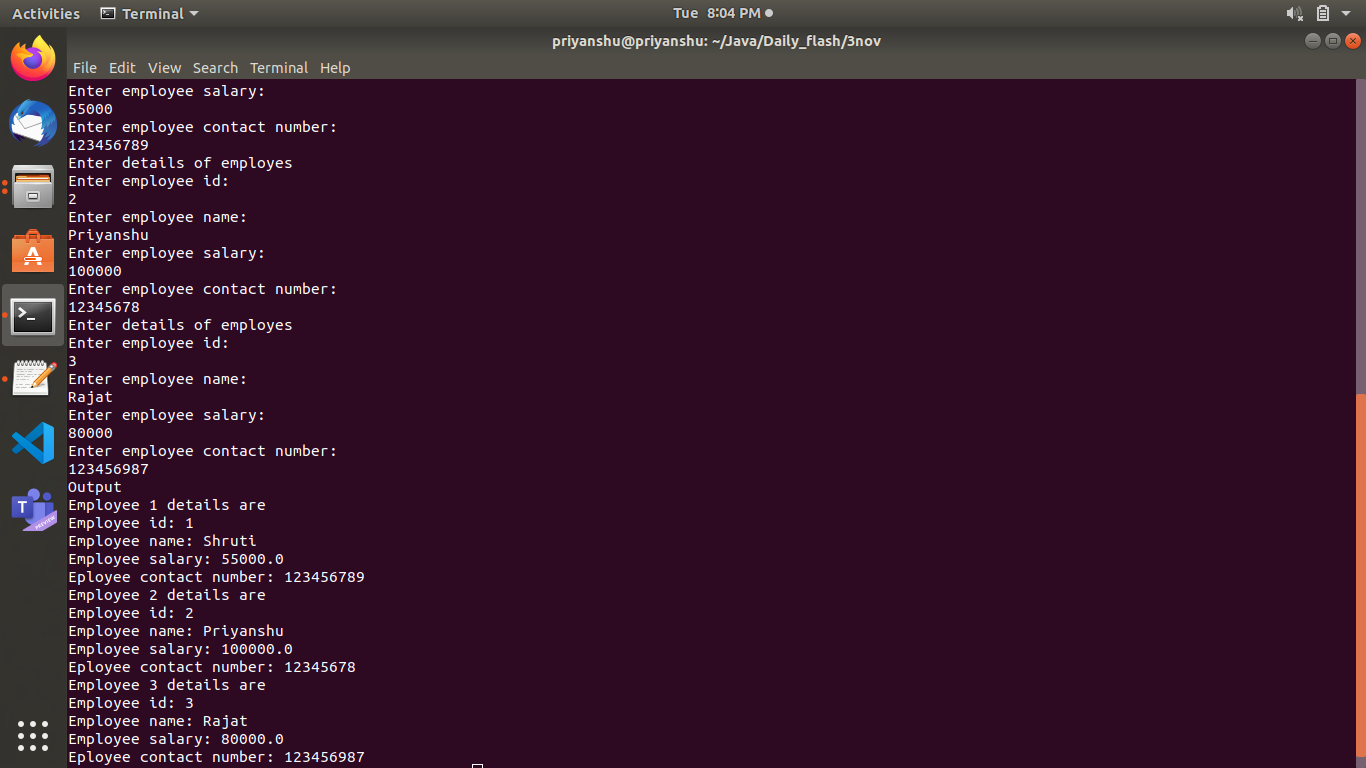 Activities Terminal Tue 8:04 PM
priyanshu@priyanshu: ~/Java/Daily_flash/3nov
File Edit View Search Terminal Help
Enter employee salary:
55000
Enter employee contact number:
123456789
Enter details of employes
Enter employee id:
2
Enter employee name:
Priyanshu
Enter employee salary:
100000
Enter employee contact number:
12345678
Enter details of employes
Enter employee id:
3
Enter employee name:
Rajat
Enter employee salary:
80000
Enter employee contact number:
123456987
Output
Employee 1 details are
Employee id: 1
Employee name: Shruti
Employee salary: 55000.0
Eployee contact number: 123456789
Employee 2 details are
Employee id: 2
Employee name: Priyanshu
Employee salary: 100000.0
Eployee contact number: 12345678
Employee 3 details are
Employee id: 3
Employee name: Rajat
Employee salary: 80000.0
Eployee contact number: 123456987
A
>_
T
PREVIEW